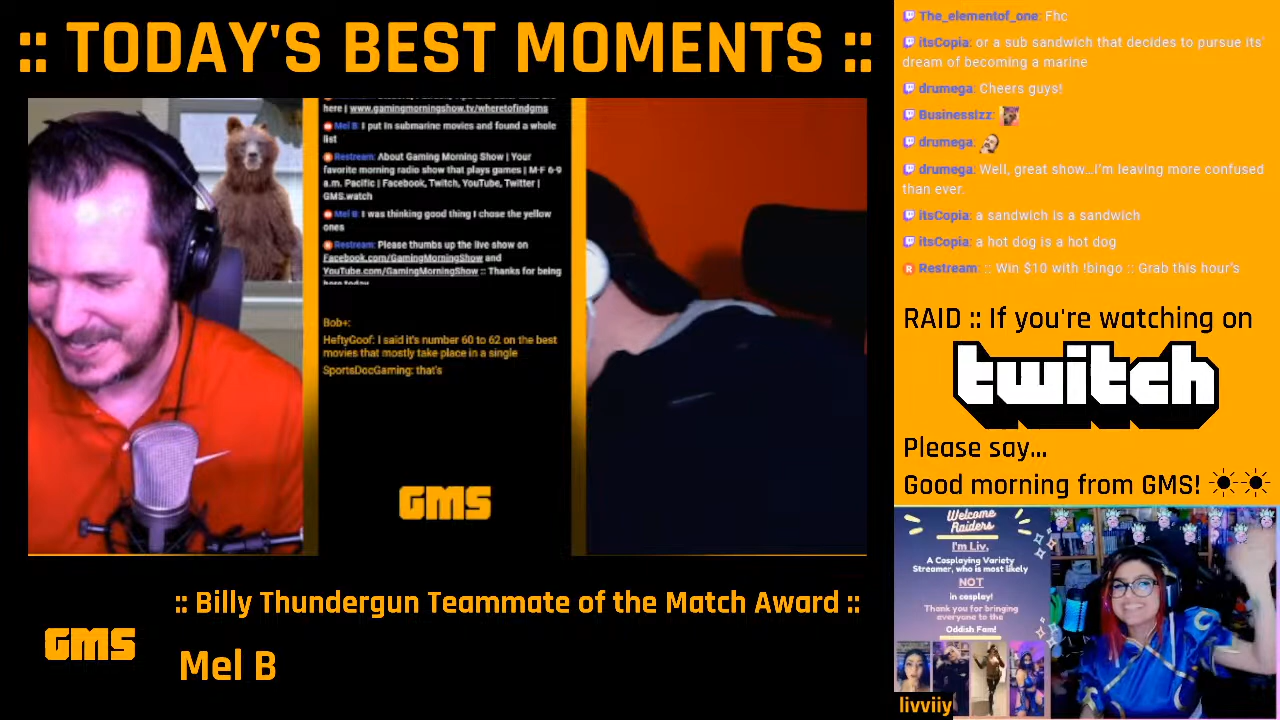 :: TODAY'S BEST MOMENTS ::
here | www.gamingmorningshow.tv/wheretofindgms
Mel B: I put in submarine movies and found a whole
list
Restream: About Gaming Morning Show | Your
favorite morning radio show that plays games | M-F 6-9
a.m. Pacific | Facebook, Twitch, YouTube, Twitter |
GMS.watch
Mel B: I was thinking good thing I chose the yellow
ones
Restream: Please thumbs up the live show on
Facebook.com/GamingMorningShow and
YouTube.com/GamingMorningShow :: Thanks for being
here today
Bob+:
HeftyGoof: I said it's number 60 to 62 on the best
movies that mostly take place in a single
SportsDocGaming: that's
GMS
:: Billy Thundergun Teammate of the Match Award ::
GMS
Mel B
The_elementof_one: Fhc
itsCopia: or a sub sandwich that decides to pursue its'
dream of becoming a marine
drumega: Cheers guys!
Businesslzz:
drumega:
drumega: Well, great show...i'm leaving more confused
than ever.
itsCopia: a sandwich is a sandwich
itsCopia: a hot dog is a hot dog
Restream: :: Win $10 with !bingo :: Grab this hour's
RAID :: If you're watching on
twitch
Please say...
Good morning from GMS! ☀☀
Welcome
Raiders
I'm Liv,
A Cosplaying Variety
Streamer, who is most likely
NOT
in cosplay!
Thank you for bringing
everyone to the
Oddish Fam!
livviiy